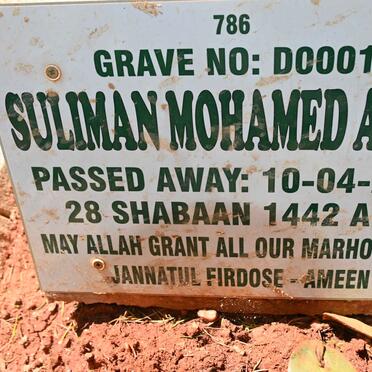 786
GRAVE NO: D0001
SULIMAN MOHAMED A
PASSED AWAY: 10-04-
28 SHABAAN 1442 A
MAY ALLAH GRANT ALL OUR MARHO
JANNATUL FIRDOSE - AMEEN